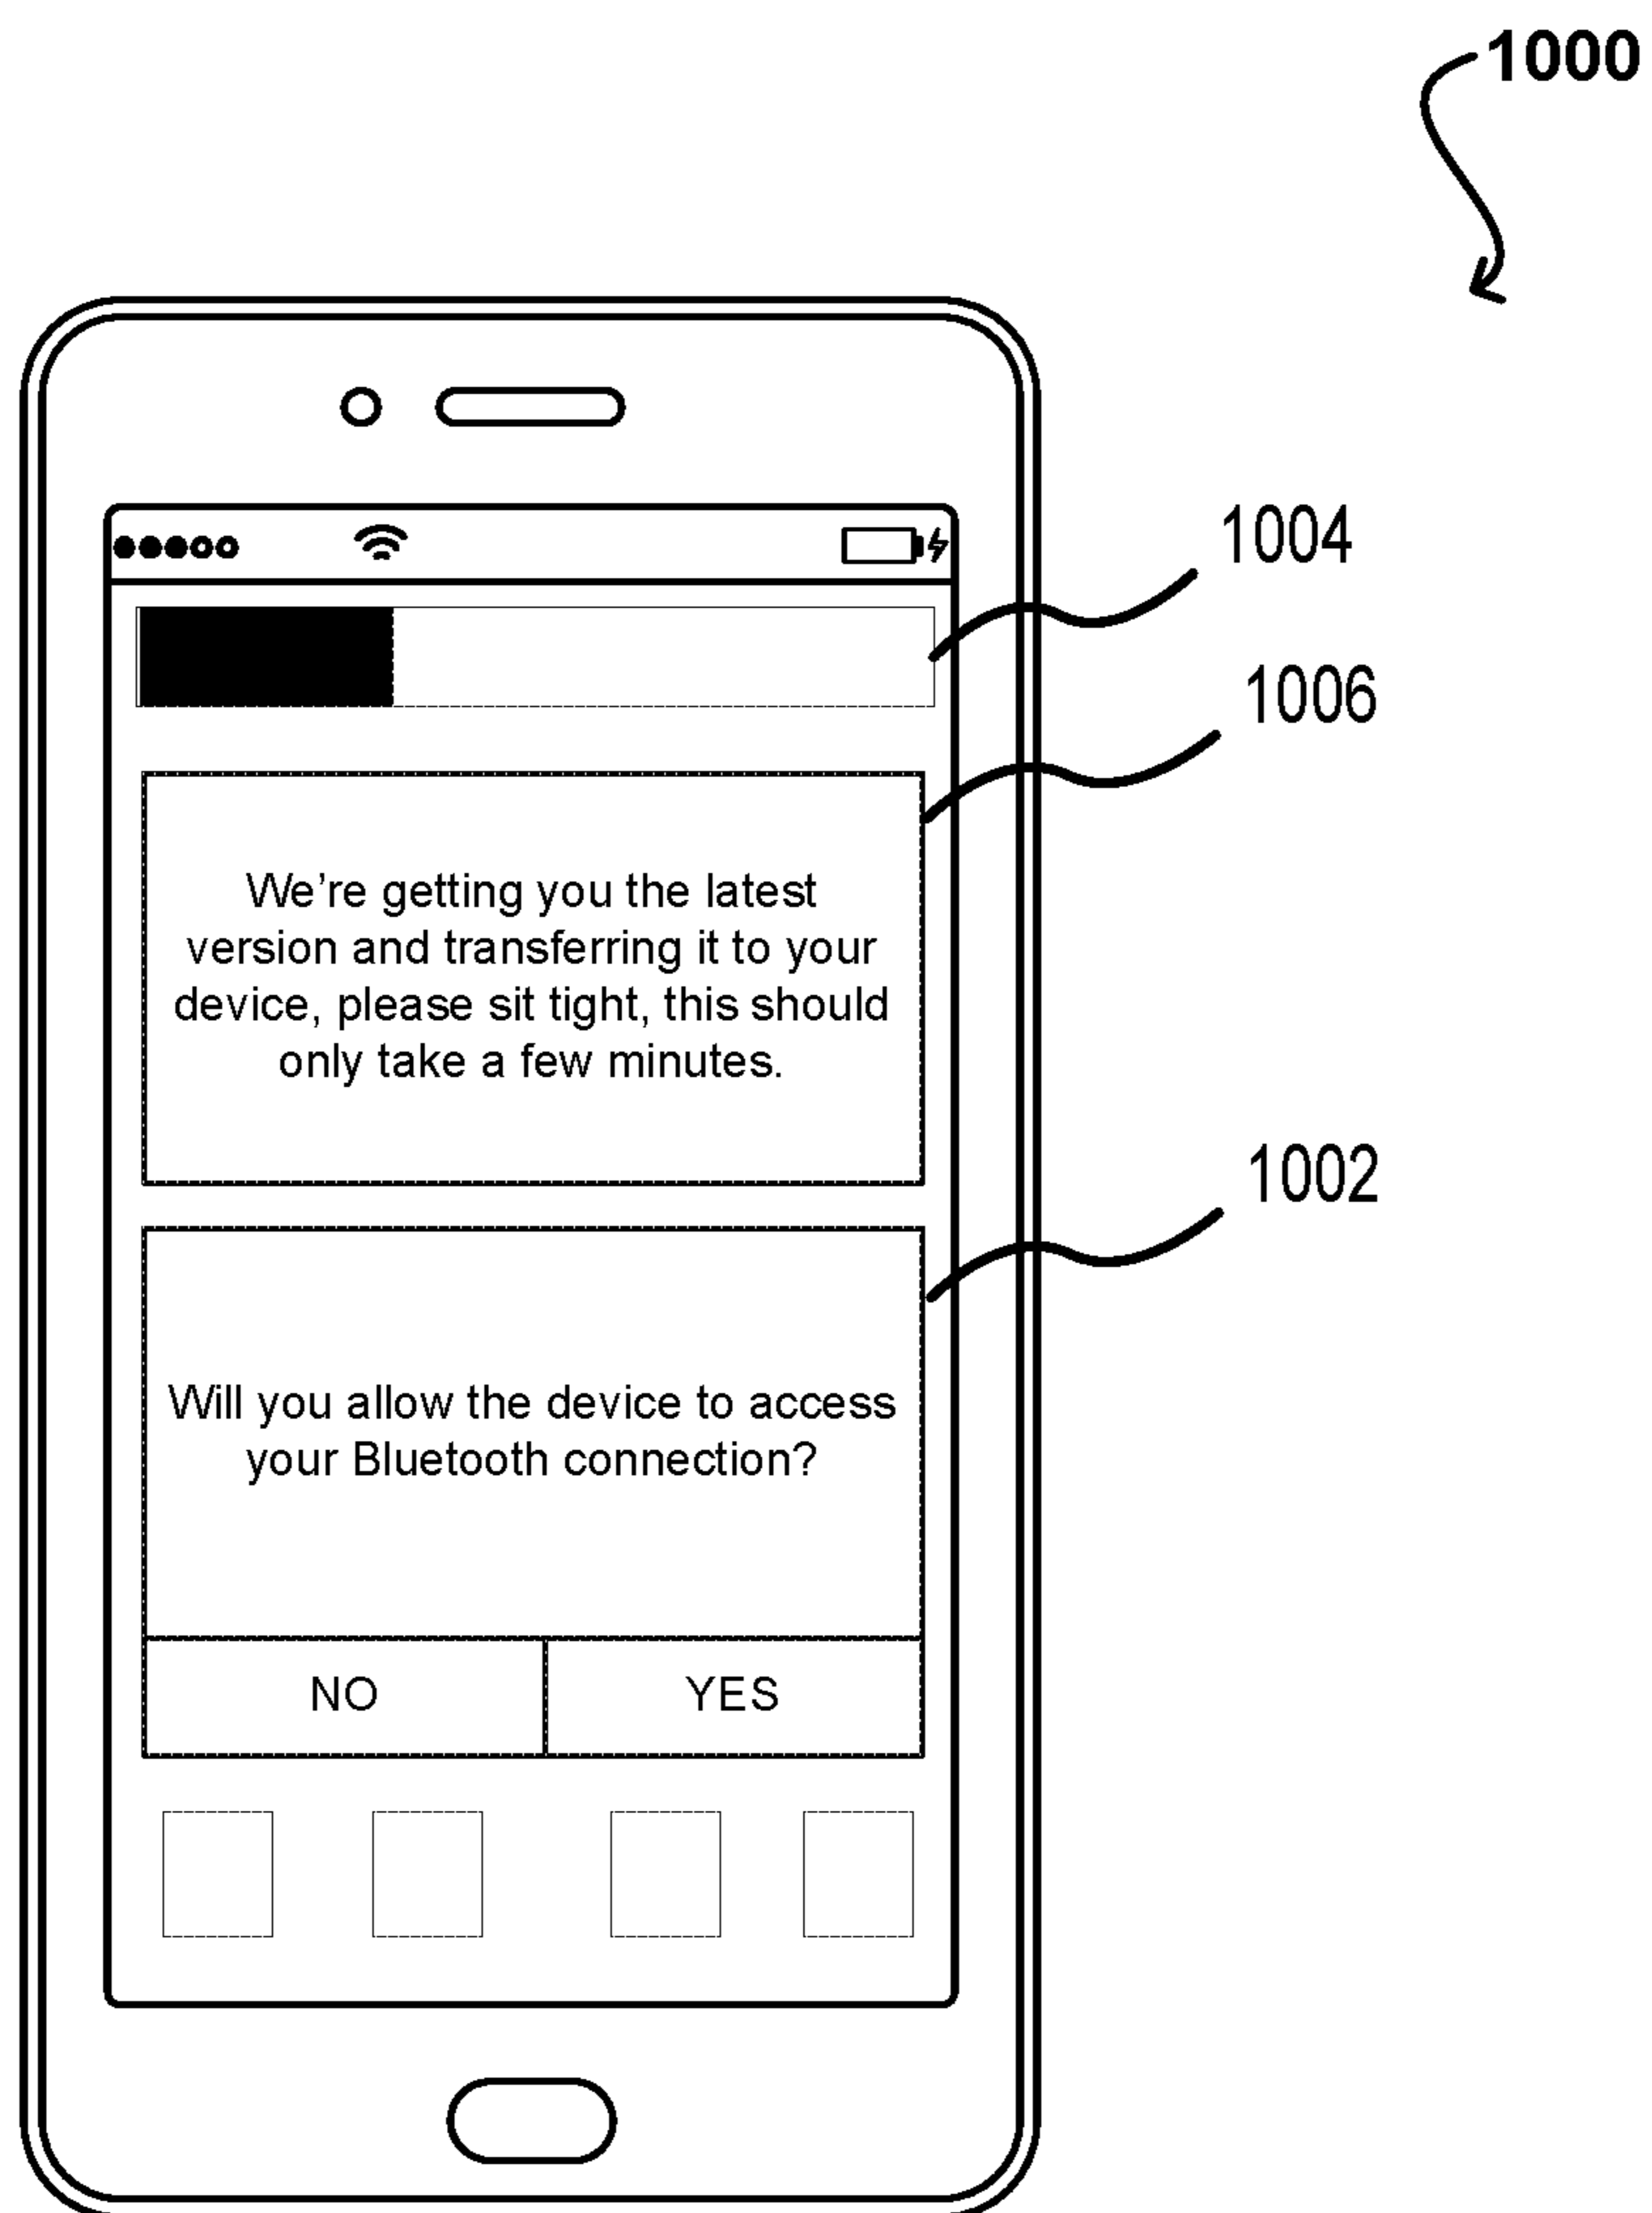 1000
1004
1006
We’re getting you the latest
version and transferring it to your
device, please sit tight, this should
only take a few minutes.
1002
Will you allow the device to access
your Bluetooth connection?
NO YES